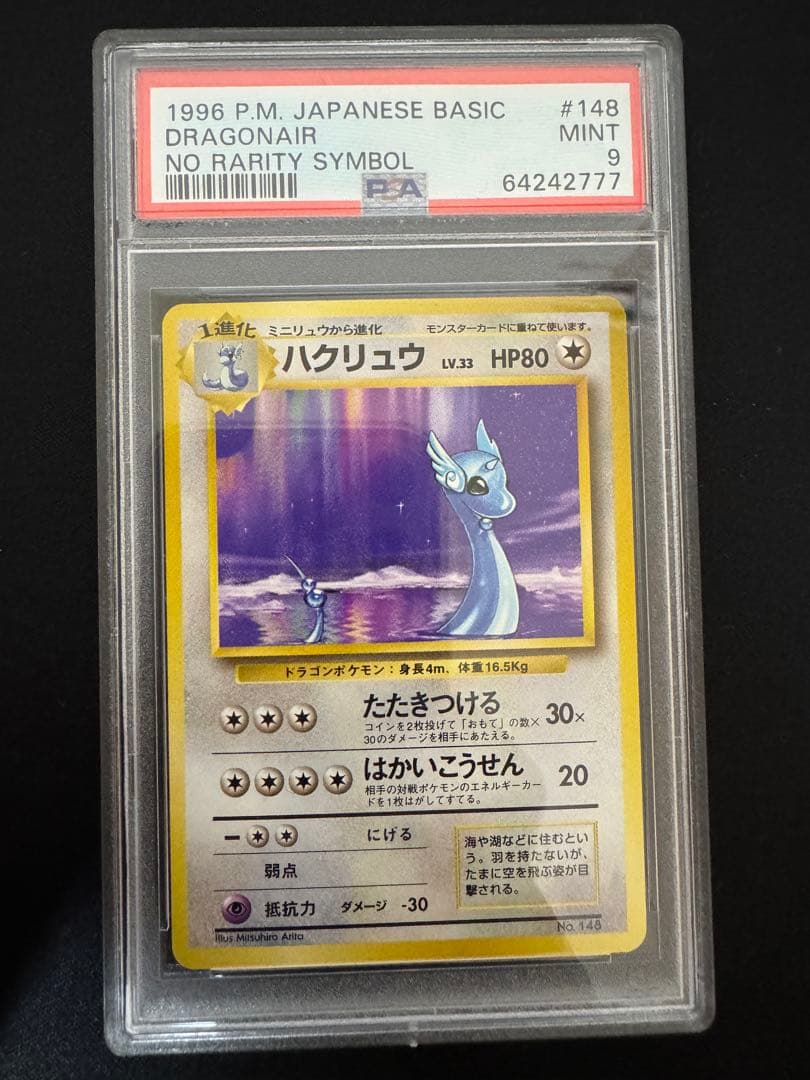 1996 P.M. JAPANESE BASIC #148
DRAGONAIR MINT
NO RARITY SYMBOL 9
PSA 64242777
1進化 ミニリュウから進化 モンスターカードに重ねて使います。
ハクリュウ LV.33 HP80
ドラゴンポケモン：身長4m、体重16.5Kg
たたきつける 30×
コインを2枚投げて「おもて」の数×
30のダメージを相手にあたえる。
はかいこうせん 20
相手の対戦ポケモンのエネルギーカー
ドを1枚はがしてすてる。
にげる
弱点
抵抗力 ダメージ -30
海や湖などに住むとい
う。羽を持たないが、
たまに空を飛ぶ姿が目
撃される。
Illus Mitsuhiro Arita No. 148